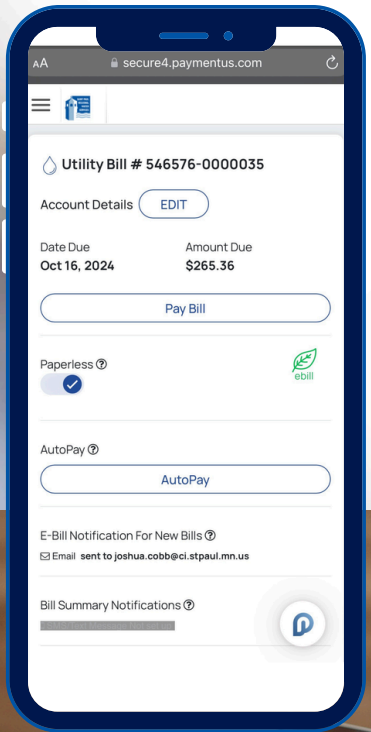 AA secure4.paymentus.com
Utility Bill # 546576-0000035
Account Details EDIT
Date Due Amount Due
Oct 16, 2024 $265.36
Pay Bill
Paperless ?
ebill
AutoPay ?
AutoPay
E-Bill Notification For New Bills ?
Email sent to joshua.cobb@ci.stpaul.mn.us
Bill Summary Notifications ?